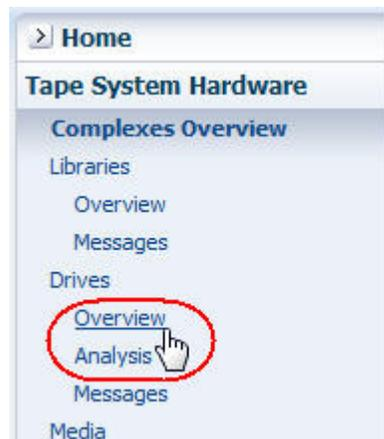 Home
Tape System Hardware
Complexes Overview
Libraries
Overview
Messages
Drives
Overview
Analysis
Messages
Media